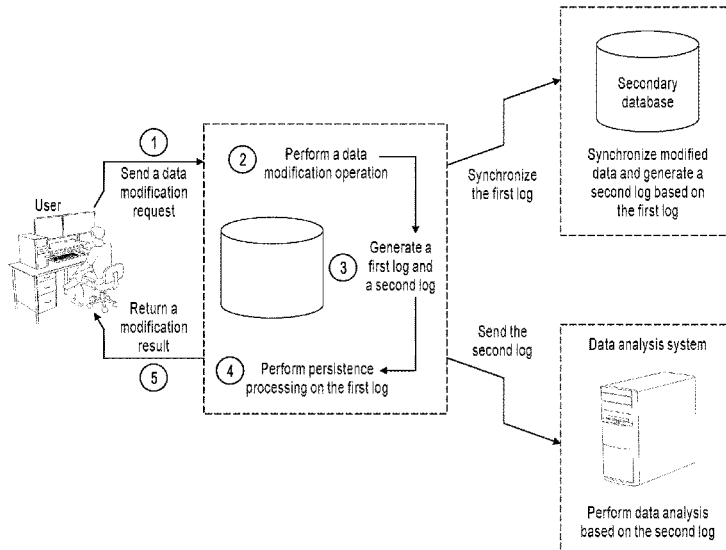 User
1
Send a data
modification
request
2
Perform a data
modification operation
3
Generate a
first log and
a second log
4
Perform persistence
processing on the first log
Return a
modification
result
5
Synchronize
the first log
Secondary
database
Synchronize modified
data and generate a
second log based on
the first log
Send the
second log
Data analysis system
Perform data analysis
based on the second log